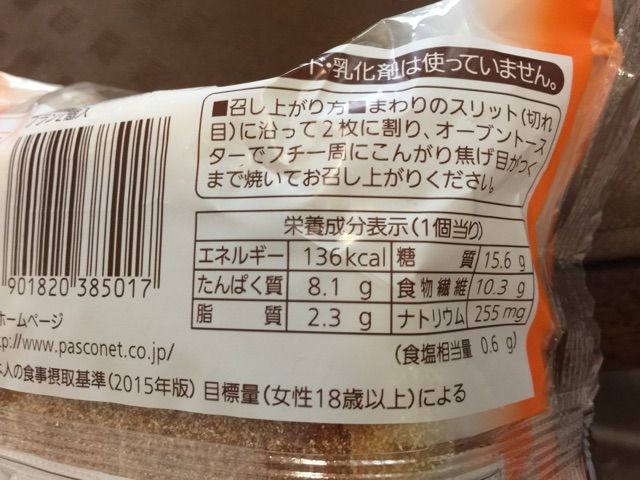 ド・乳化剤は使っていません。
■召し上がり方■まわりのスリット(切れ
目)に沿って2枚に割り、オーブントース
ターでフチ一周にこんがり焦げ目がつく
まで焼いてお召し上がりください。
栄養成分表示(1個当り)
エネルギー 136kcal 糖質 15.6 g
たんぱく質 8.1 g 食物繊維 10.3 g
脂質 2.3 g ナトリウム 255 mg
(食塩相当量 0.6 g)
901820 385017
ホームページ
tp://www.pasconet.co.jp/
人の食事摂取基準(2015年版) 目標量(女性18歳以上)による